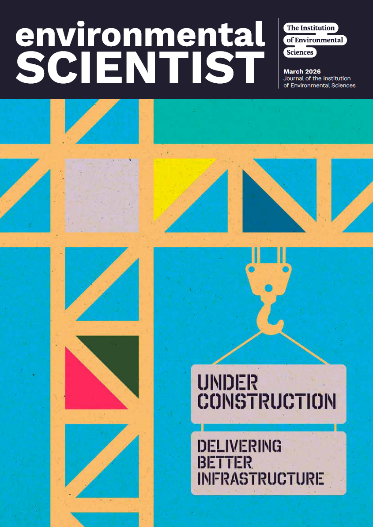 environmental
SCIENTIST
The Institution
of Environmental
Sciences
March 2026
Journal of the Institution
of Environmental Sciences
UNDER
CONSTRUCTION
DELIVERING
BETTER
INFRASTRUCTURE